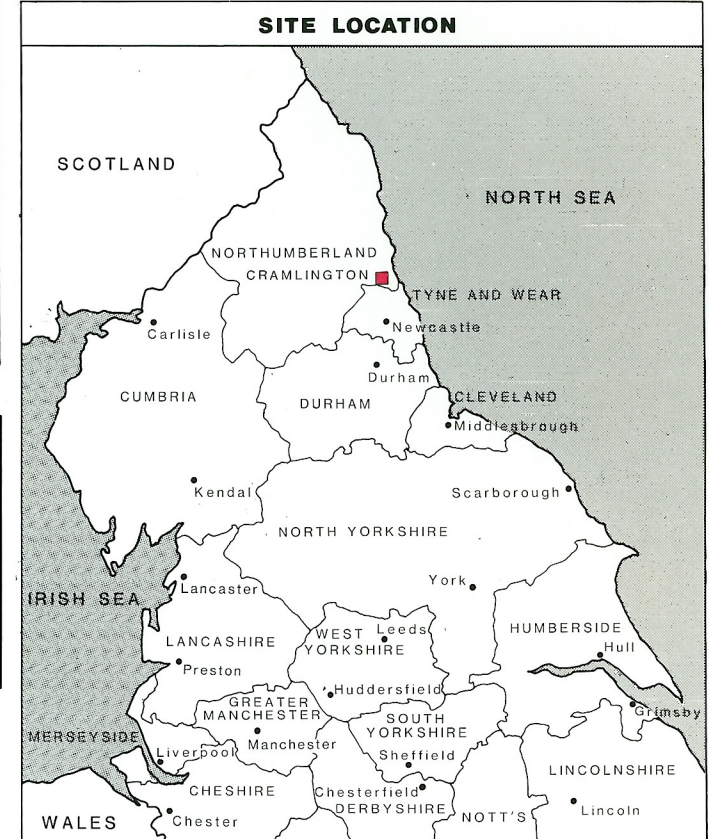 SITE LOCATION
SCOTLAND
NORTH SEA
NORTHUMBERLAND
CRAMLINGTON
TYNE AND WEAR
Newcastle
Carlisle
Durham
CUMBRIA
DURHAM
CLEVELAND
Middlesbrough
Kendal
Scarborough
NORTH YORKSHIRE
York
Lancaster
IRISH SEA
LANCASHIRE
WEST
YORKSHIRE
Leeds
HUMBERSIDE
Hull
Preston
Huddersfield
GREATER
MANCHESTER
SOUTH
YORKSHIRE
Grimsby
MERSEYSIDE
Liverpool
Manchester
Sheffield
CHESHIRE
Chesterfield
DERBYSHIRE
LINCOLNSHIRE
WALES
Chester
NOTT'S
Lincoln